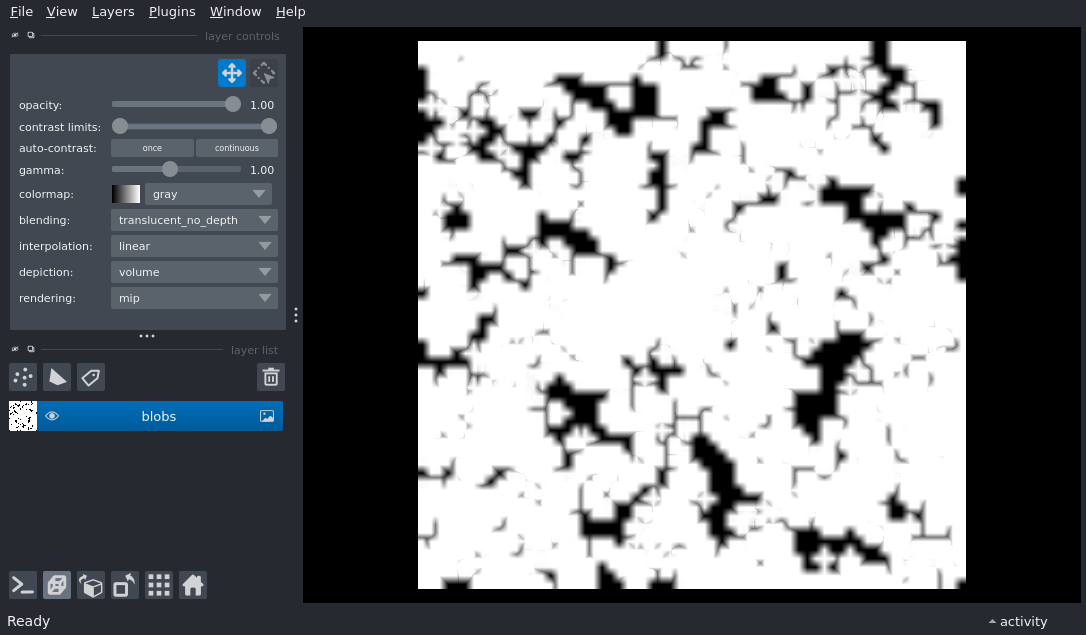 File View Layers Plugins Window Help
layer controls
opacity: 1.00
contrast limits:
auto-contrast: once continuous
gamma: 1.00
colormap: gray
blending: translucent_no_depth
interpolation: linear
depiction: volume
rendering: mip
layer list
blobs
Ready activity